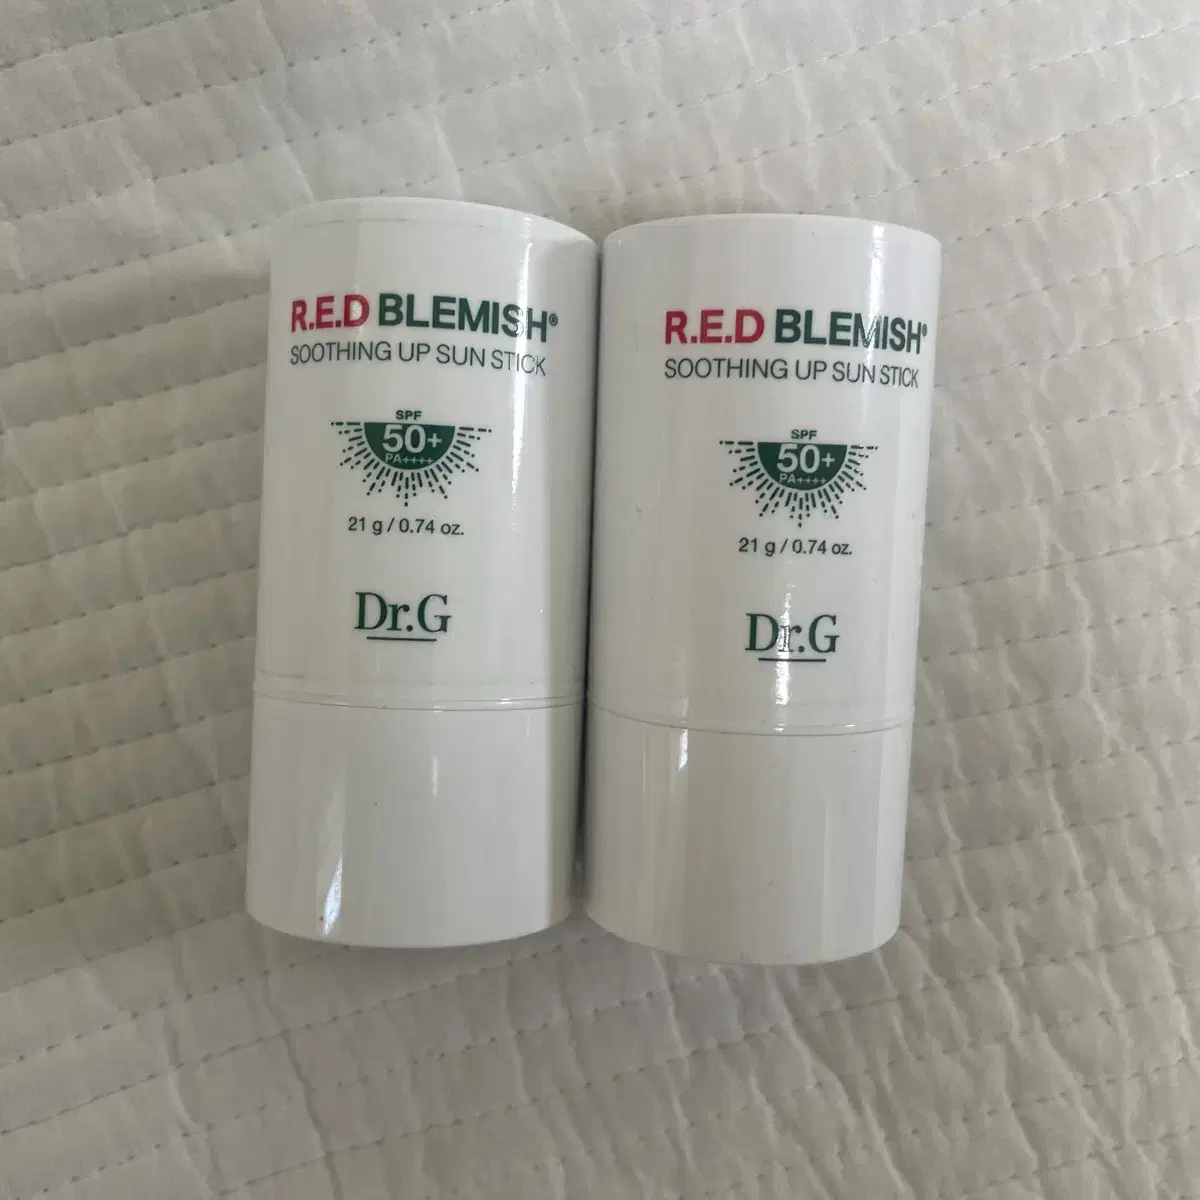 R.E.D BLEMISH®
SOOTHING UP SUN STICK
SPF
50+
PA++++
21 g / 0.74 oz.
Dr.G
R.E.D BLEMISH®
SOOTHING UP SUN STICK
SPF
50+
PA++++
21 g / 0.74 oz.
Dr.G